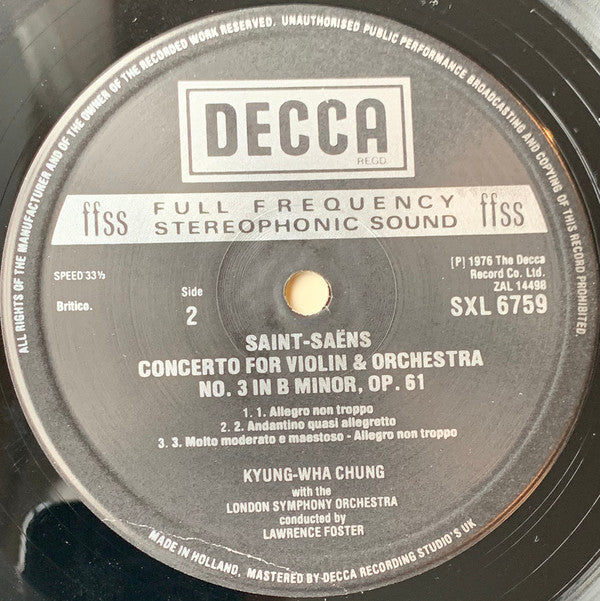 ALL RIGHTS OF THE MANUFACTURER AND OF THE OWNER OF THE RECORDED WORK RESERVED. UNAUTHORISED PUBLIC PERFORMANCE BROADCASTING AND COPYING OF THIS RECORD PROHIBITED.
DECCA
REGD.
ffss FULL FREQUENCY STEREOPHONIC SOUND ffss
SPEED 33⅓
[P] 1976 The Decca
Record Co. Ltd.
ZAL 14498
Britico.
Side
2
SXL 6759
SAINT-SAËNS
CONCERTO FOR VIOLIN & ORCHESTRA
NO. 3 IN B MINOR, OP. 61
1. 1. Allegro non troppo
2. 2. Andantino quasi allegretto
3. 3. Molto moderato e maestoso - Allegro non troppo
KYUNG-WHA CHUNG
with the
LONDON SYMPHONY ORCHESTRA
conducted by
LAWRENCE FOSTER
MADE IN HOLLAND. MASTERED BY DECCA RECORDING STUDIO'S UK